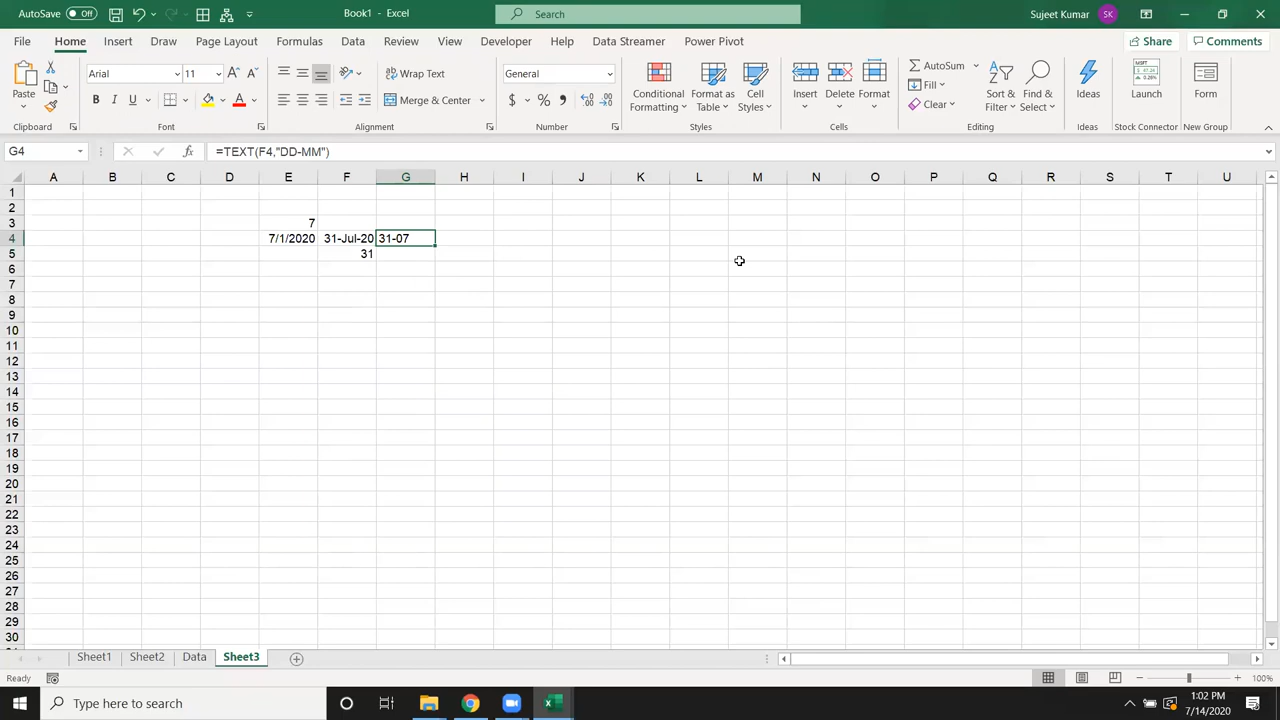 AutoSave Off Book1 - Excel Search Sujeet Kumar SK
File Home Insert Draw Page Layout Formulas Data Review View Developer Help Data Streamer Power Pivot Share Comments
Paste Arial 11 Wrap Text General Conditional Formatting Format as Table Cell Styles Insert Delete Format AutoSum Sort & Filter Find & Select Ideas Launch Form
B I U Merge & Center $ % Fill
Clear
Clipboard Font Alignment Number Styles Cells Editing Ideas Stock Connector New Group
G4 fx =TEXT(F4,"DD-MM")
A B C D E F G H I J K L M N O P Q R S T U
1
2
3 7
4 7/1/2020 31-Jul-20 31-07
5 31
6
7
8
9
10
11
12
13
14
15
16
17
18
19
20
21
22
23
24
25
26
27
28
29
30
Sheet1 Sheet2 Data Sheet3
Ready 100%
Type here to search 1:02 PM
7/14/2020